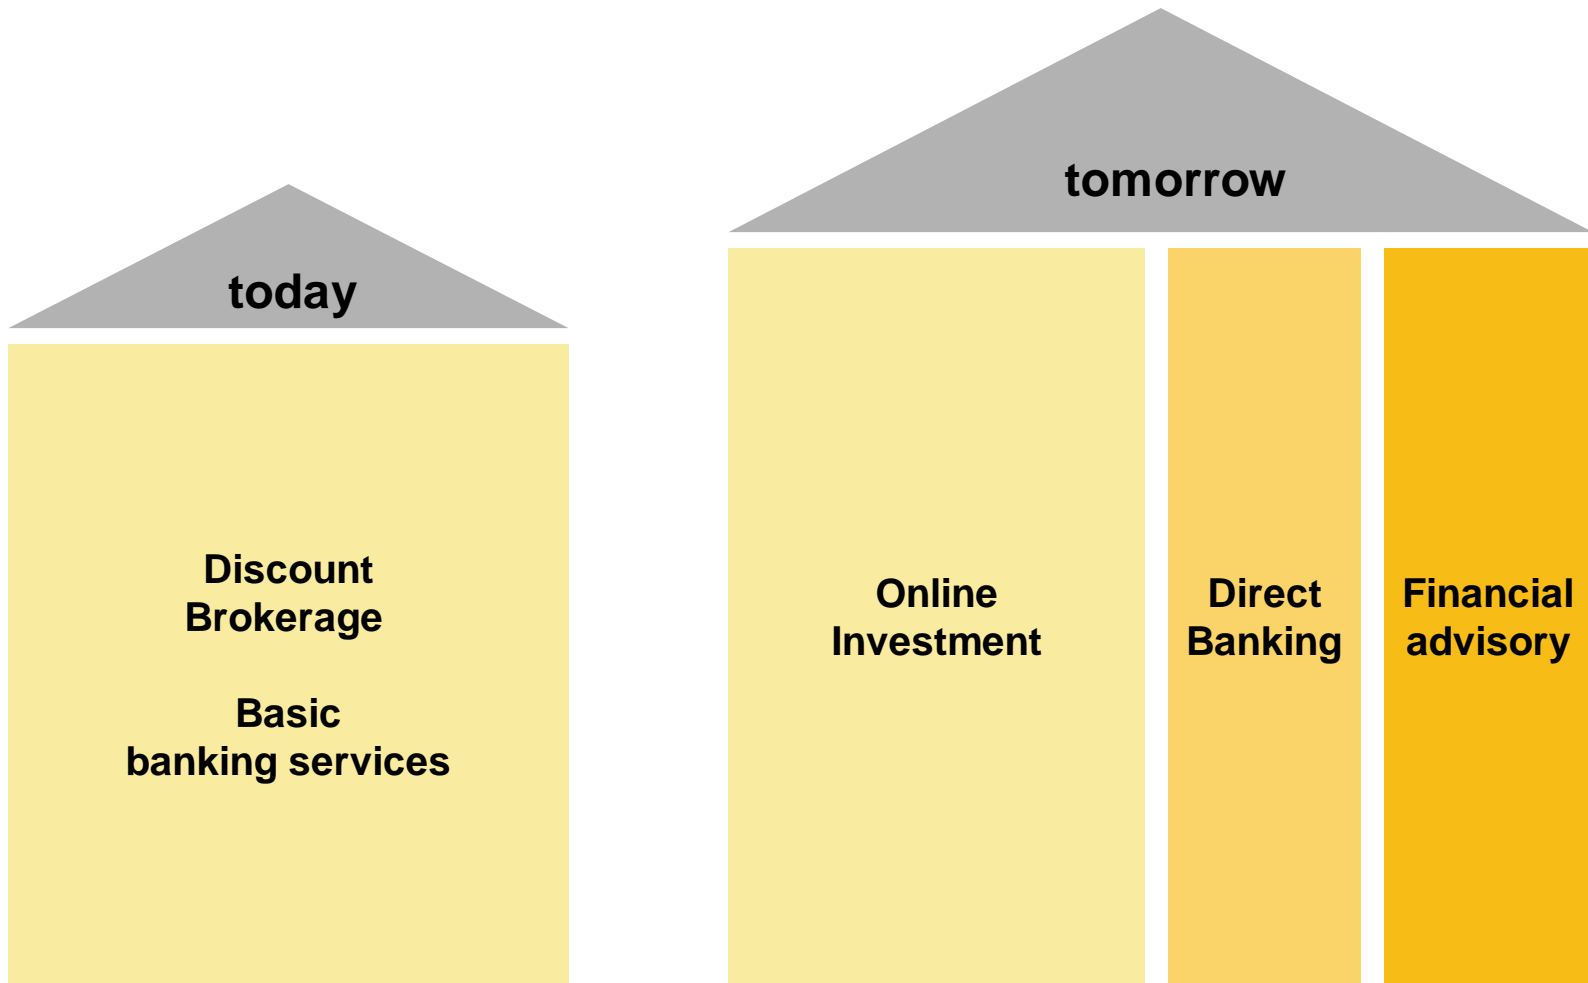 today
Discount
Brokerage
Basic
banking services
tomorrow
Online
Investment
Direct
Banking
Financial
advisory